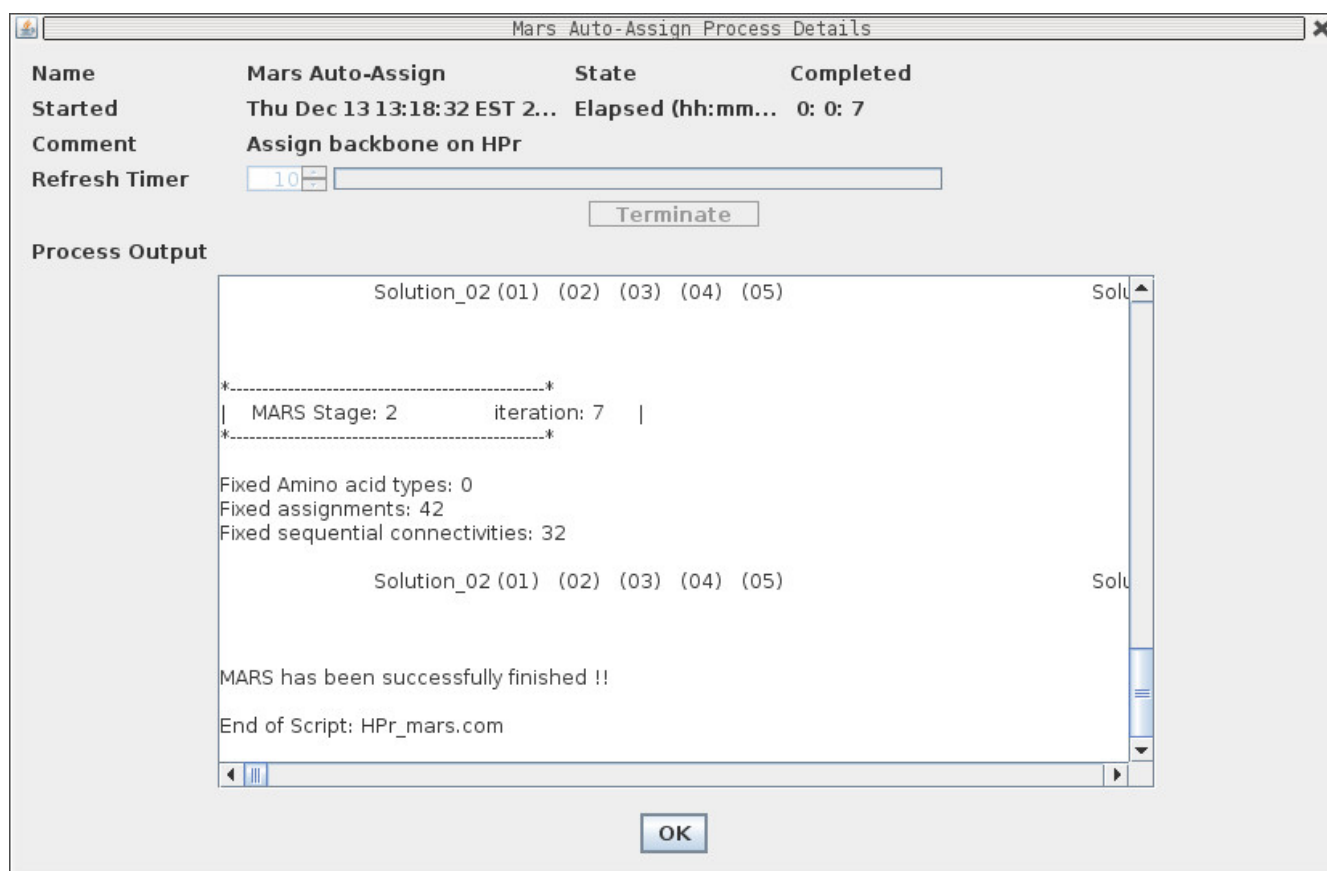 Mars Auto-Assign Process Details
Name Mars Auto-Assign State Completed
Started Thu Dec 13 13:18:32 EST 2... Elapsed (hh:mm... 0: 0: 7
Comment Assign backbone on HPr
Refresh Timer 10
Terminate
Process Output
Solution_02 (01) (02) (03) (04) (05) Solu
*-------------------------------------------------*
| MARS Stage: 2 iteration: 7 |
*-------------------------------------------------*
Fixed Amino acid types: 0
Fixed assignments: 42
Fixed sequential connectivities: 32
Solution_02 (01) (02) (03) (04) (05) Solu
MARS has been successfully finished !!
End of Script: HPr_mars.com
OK